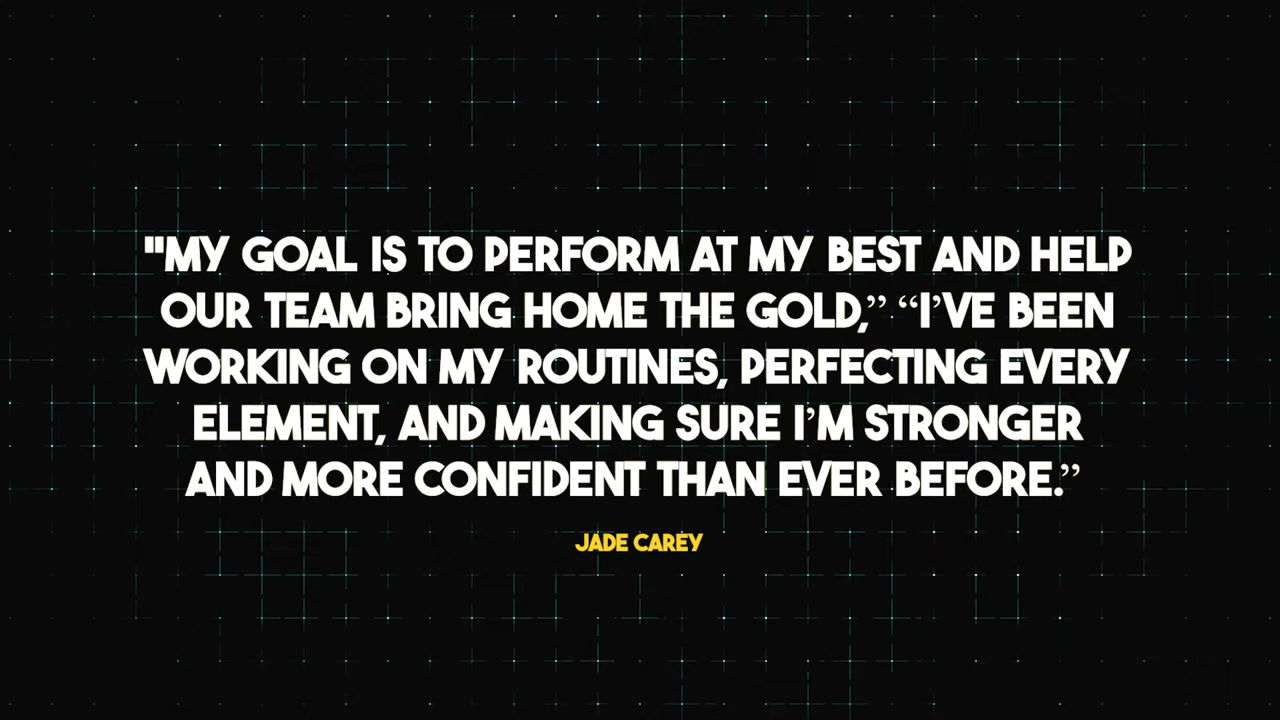 "MY GOAL IS TO PERFORM AT MY BEST AND HELP
OUR TEAM BRING HOME THE GOLD,” “I’VE BEEN
WORKING ON MY ROUTINES, PERFECTING EVERY
ELEMENT, AND MAKING SURE I’M STRONGER
AND MORE CONFIDENT THAN EVER BEFORE.”
JADE CAREY